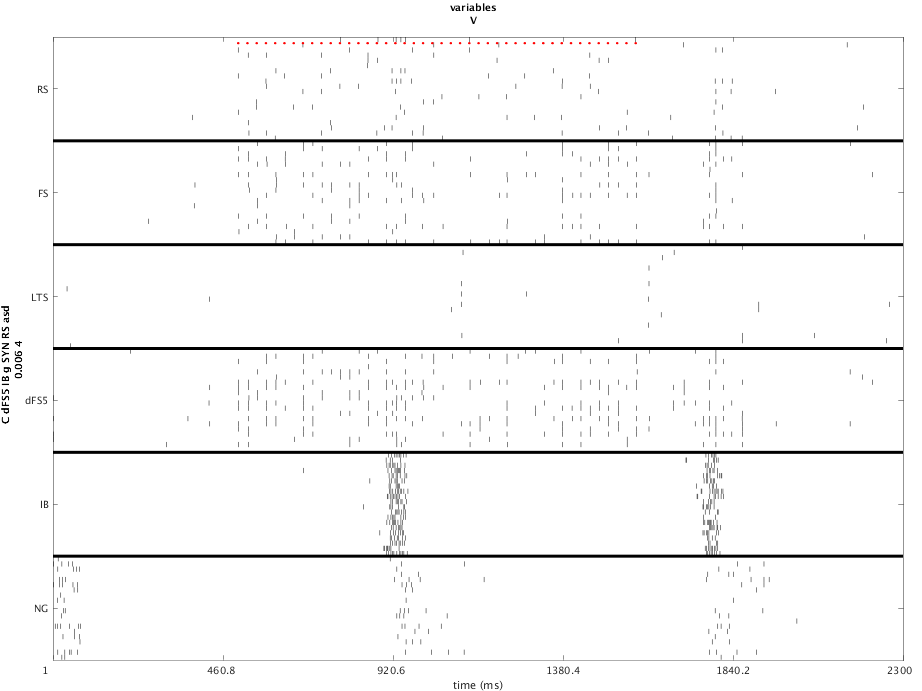 variables
V
RS
FS
LTS
dFS5
IB
NG
C dFS5 IB g SYN RS asd
0.006 4
1
460.8
920.6
1380.4
1840.2
2300
time (ms)